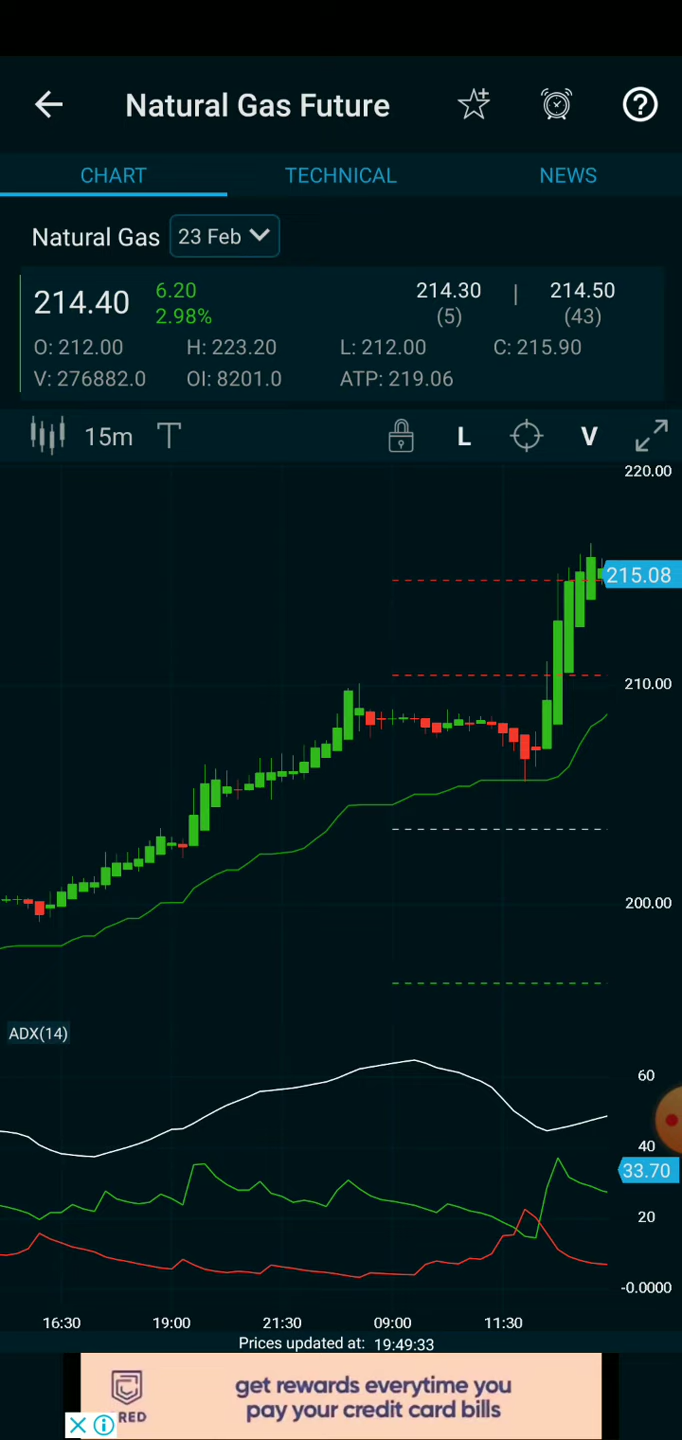 Natural Gas Future
CHART TECHNICAL NEWS
Natural Gas 23 Feb
214.40 6.20 2.98% 214.30 (5) | 214.50 (43)
O: 212.00 H: 223.20 L: 212.00 C: 215.90
V: 276882.0 OI: 8201.0 ATP: 219.06
15m T L V
220.00
215.08
210.00
200.00
ADX(14)
60
40
33.70
20
-0.0000
16:30 19:00 21:30 09:00 11:30
Prices updated at: 19:49:33
get rewards everytime you
pay your credit card bills
RED